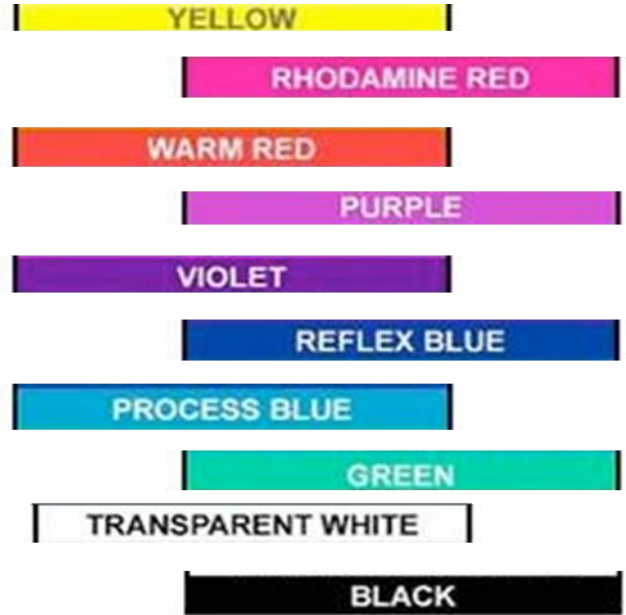 YELLOW
RHODAMINE RED
WARM RED
PURPLE
VIOLET
REFLEX BLUE
PROCESS BLUE
GREEN
TRANSPARENT WHITE
BLACK